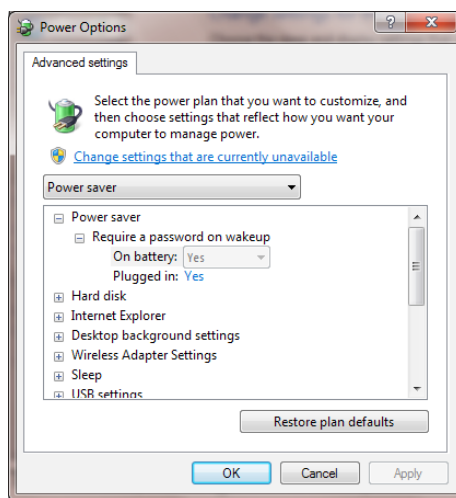 Power Options
Advanced settings
Select the power plan that you want to customize, and
then choose settings that reflect how you want your
computer to manage power.
Change settings that are currently unavailable
Power saver
Power saver
Require a password on wakeup
On battery: Yes
Plugged in: Yes
Hard disk
Internet Explorer
Desktop background settings
Wireless Adapter Settings
Sleep
USB settings
Restore plan defaults
OK Cancel Apply